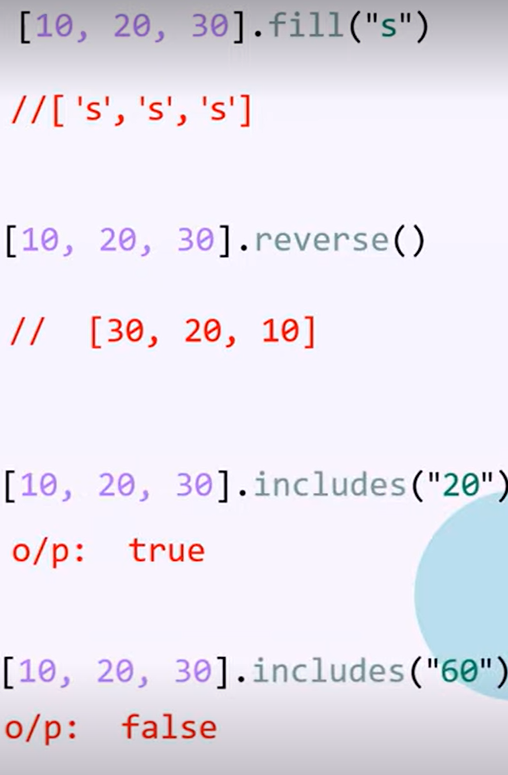 [10, 20, 30].fill("s")
//[ 's', 's', 's']
[10, 20, 30].reverse()
//  [30, 20, 10]
[10, 20, 30].includes("20")
o/p:  true
[10, 20, 30].includes("60")
o/p:  false